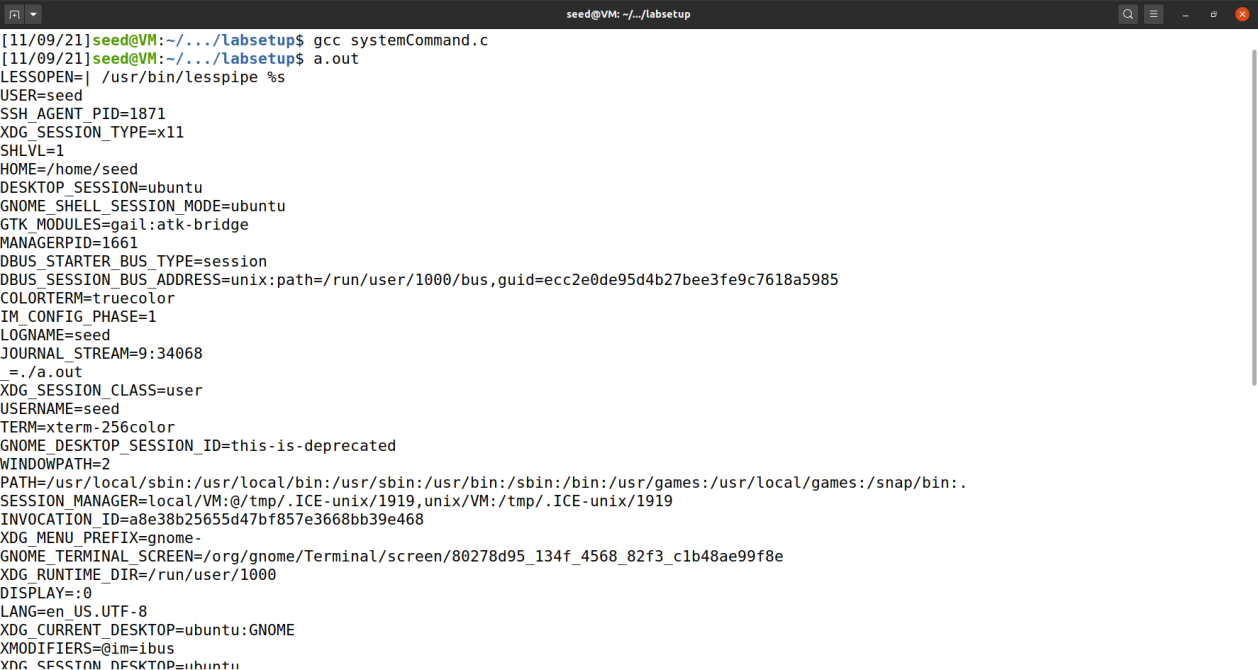 seed@VM: ~/.../labsetup
[11/09/21]seed@VM:~/.../labsetup$ gcc systemCommand.c
[11/09/21]seed@VM:~/.../labsetup$ a.out
LESSOPEN=| /usr/bin/lesspipe %s
USER=seed
SSH_AGENT_PID=1871
XDG_SESSION_TYPE=x11
SHLVL=1
HOME=/home/seed
DESKTOP_SESSION=ubuntu
GNOME_SHELL_SESSION_MODE=ubuntu
GTK_MODULES=gail:atk-bridge
MANAGERPID=1661
DBUS_STARTER_BUS_TYPE=session
DBUS_SESSION_BUS_ADDRESS=unix:path=/run/user/1000/bus,guid=ecc2e0de95d4b27bee3fe9c7618a5985
COLORTERM=truecolor
IM_CONFIG_PHASE=1
LOGNAME=seed
JOURNAL_STREAM=9:34068
_=./a.out
XDG_SESSION_CLASS=user
USERNAME=seed
TERM=xterm-256color
GNOME_DESKTOP_SESSION_ID=this-is-deprecated
WINDOWPATH=2
PATH=/usr/local/sbin:/usr/local/bin:/usr/sbin:/usr/bin:/sbin:/bin:/usr/games:/usr/local/games:/snap/bin:.
SESSION_MANAGER=local/VM:@/tmp/.ICE-unix/1919,unix/VM:/tmp/.ICE-unix/1919
INVOCATION_ID=a8e38b25655d47bf857e3668bb39e468
XDG_MENU_PREFIX=gnome-
GNOME_TERMINAL_SCREEN=/org/gnome/Terminal/screen/80278d95_134f_4568_82f3_c1b48ae99f8e
XDG_RUNTIME_DIR=/run/user/1000
DISPLAY=:0
LANG=en_US.UTF-8
XDG_CURRENT_DESKTOP=ubuntu:GNOME
XMODIFIERS=@im=ibus
XDG_SESSION_DESKTOP=ubuntu